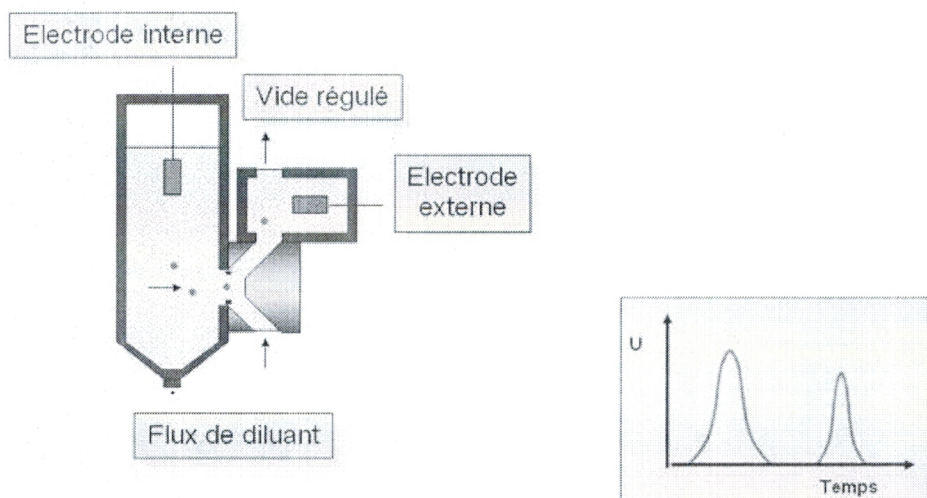 Electrode interne
Vide régulé
Electrode
externe
Flux de diluant
U
Temps